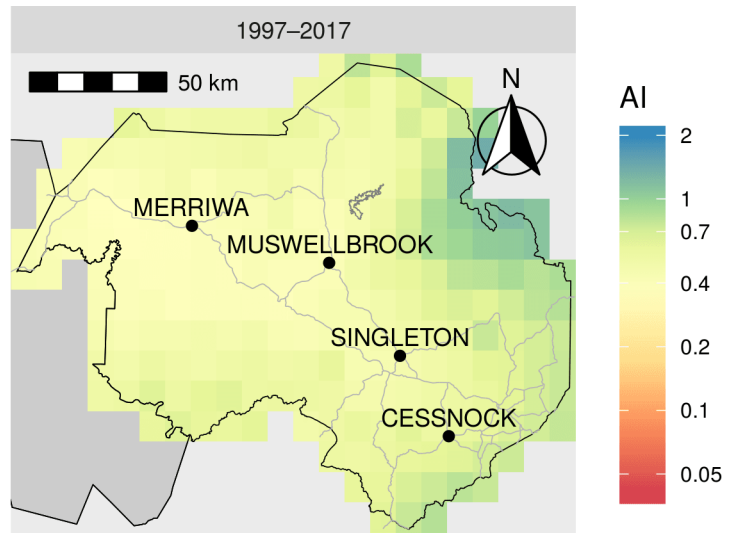 1997–2017
50 km
N
MERRIWA
MUSWELLBROOK
SINGLETON
CESSNOCK
AI
2
1
0.7
0.4
0.2
0.1
0.05